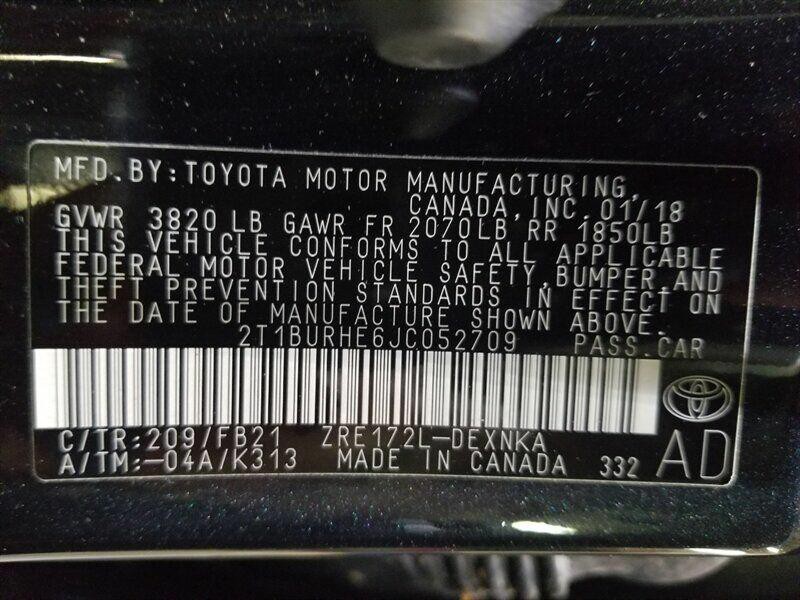 MFD.BY:TOYOTA MOTOR MANUFACTURING,
CANADA,INC.01/18
GVWR 3820LB GAWR FR 2070LB RR 1850LB
THIS VEHICLE CONFORMS TO ALL APPLICABLE
FEDERAL MOTOR VEHICLE SAFETY,BUMPER,AND
THEFT PREVENTION STANDARDS IN EFFECT ON
THE DATE OF MANUFACTURE SHOWN ABOVE.
2T1BURHE6JC052709 PASS.CAR
C/TR:209/FB21 ZRE172L-DEXNKA
A/TM:-04A/K313 MADE IN CANADA 332 AD